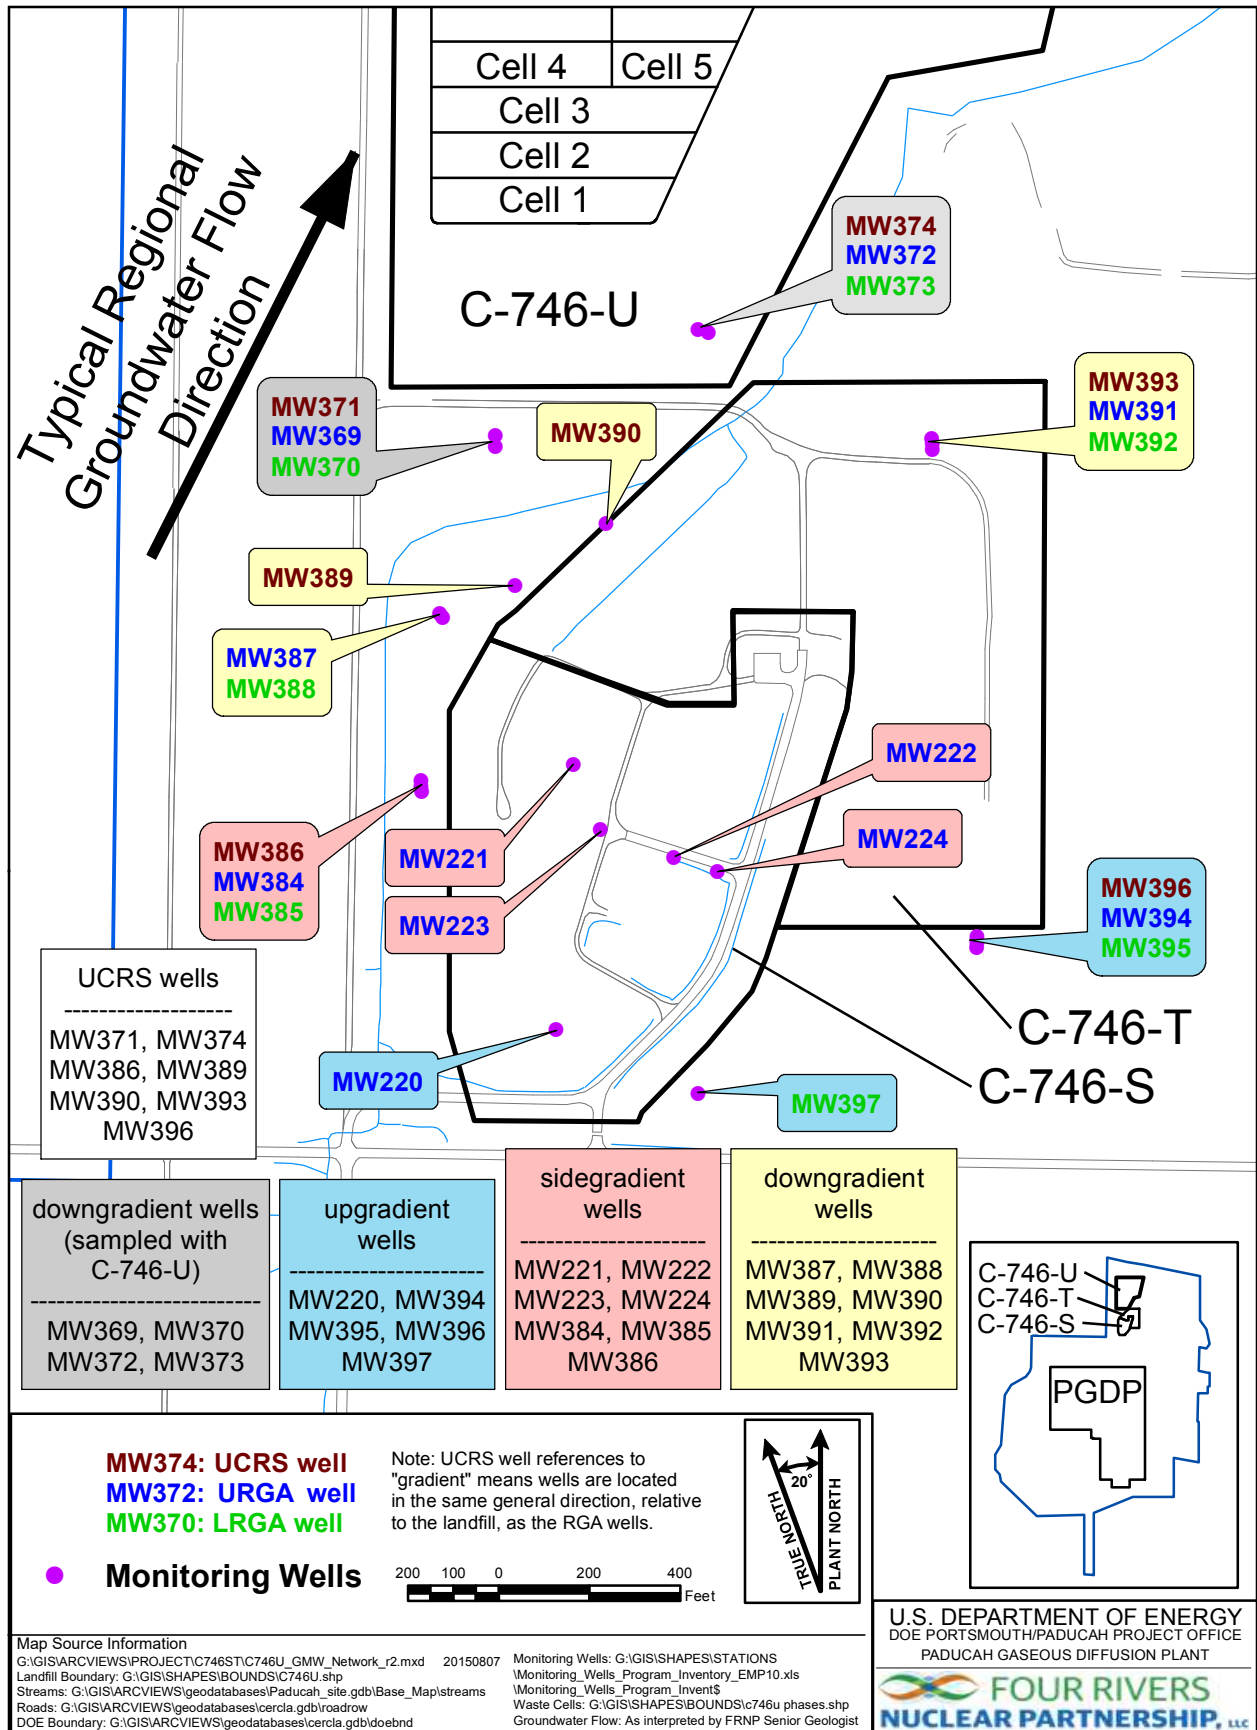 Cell 4
Cell 5
Cell 3
Cell 2
Cell 1
Typical Regional
Groundwater Flow
Direction
C-746-U
MW374
MW372
MW373
MW371
MW369
MW370
MW390
MW393
MW391
MW392
MW389
MW387
MW388
MW222
MW224
MW386
MW384
MW385
MW221
MW223
MW396
MW394
MW395
C-746-T
C-746-S
MW220
MW397
UCRS wells
-------------------
MW371, MW374
MW386, MW389
MW390, MW393
MW396
downgradient wells
(sampled with
C-746-U)
--------------------------
MW369, MW370
MW372, MW373
upgradient
wells
----------------------
MW220, MW394
MW395, MW396
MW397
sidegradient
wells
---------------------
MW221, MW222
MW223, MW224
MW384, MW385
MW386
downgradient
wells
---------------------
MW387, MW388
MW389, MW390
MW391, MW392
MW393
C-746-U
C-746-T
C-746-S
PGDP
MW374: UCRS well
MW372: URGA well
MW370: LRGA well
Monitoring Wells
Note: UCRS well references to
"gradient" means wells are located
in the same general direction, relative
to the landfill, as the RGA wells.
200 100 0 200 400
Feet
20°
TRUE NORTH
PLANT NORTH
Map Source Information
G:\GIS\ARCVIEWS\PROJECT\C746ST\C746U_GMW_Network_r2.mxd 20150807
Landfill Boundary: G:\GIS\SHAPES\BOUNDS\C746U.shp
Streams: G:\GIS\ARCVIEWS\geodatabases\Paducah_site.gdb\Base_Map\streams
Roads: G:\GIS\ARCVIEWS\geodatabases\cercla.gdb\roadrow
DOE Boundary: G:\GIS\ARCVIEWS\geodatabases\cercla.gdb\doebnd
Monitoring Wells: G:\GIS\SHAPES\STATIONS
\Monitoring_Wells_Program_Inventory_EMP10.xls
\Monitoring_Wells_Program_Invent$
Waste Cells: G:\GIS\SHAPES\BOUNDS\c746u phases.shp
Groundwater Flow: As interpreted by FRNP Senior Geologist
U.S. DEPARTMENT OF ENERGY
DOE PORTSMOUTH/PADUCAH PROJECT OFFICE
PADUCAH GASEOUS DIFFUSION PLANT
FOUR RIVERS
NUCLEAR PARTNERSHIP, LLC